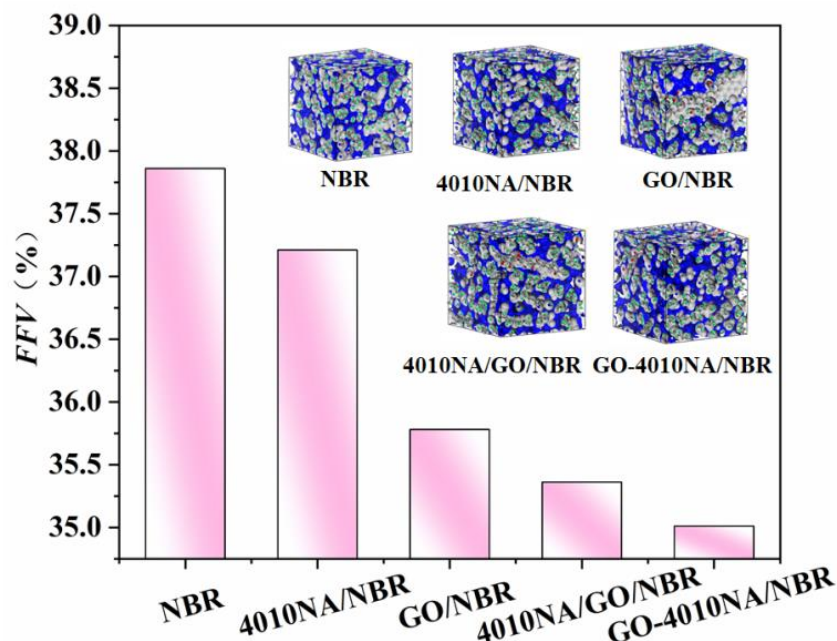 39.0
38.5
38.0
37.5
37.0
36.5
36.0
35.5
35.0
FFV（%）
NBR
4010NA/NBR
GO/NBR
4010NA/GO/NBR
GO-4010NA/NBR
NBR
4010NA/NBR
GO/NBR
4010NA/GO/NBR
GO-4010NA/NBR